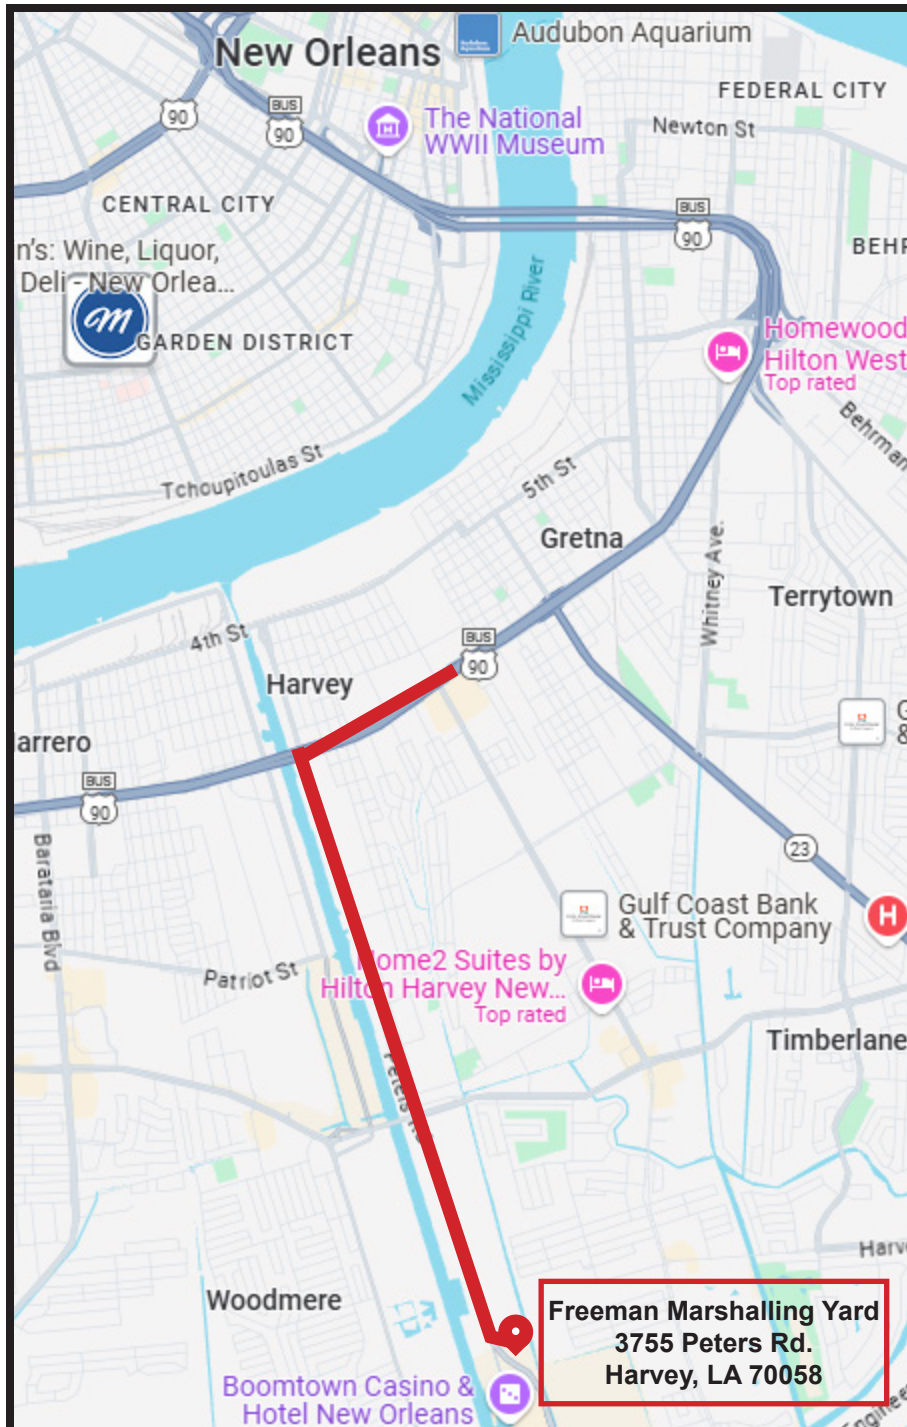 New Orleans
Audubon Aquarium
FEDERAL CITY
90
BUS
90
The National
WWII Museum
Newton St
CENTRAL CITY
BUS
90
n's: Wine, Liquor,
Deli - New Orlea...
BEHR
Mississippi River
m
GARDEN DISTRICT
Homewood
Hilton West
Top rated
Behrman
Tchoupitoulas St
5th St
Gretna
Whitney Ave.
Terrytown
4th St
BUS
90
Harvey
G
&
arrero
BUS
90
Barataria Blvd
23
Gulf Coast Bank
& Trust Company
H
Patriot St
Home2 Suites by
Hilton Harvey New...
Top rated
Timberlane
Peters Rd
Harv
Woodmere
Freeman Marshalling Yard
3755 Peters Rd.
Harvey, LA 70058
Boomtown Casino &
Hotel New Orleans
Enginee